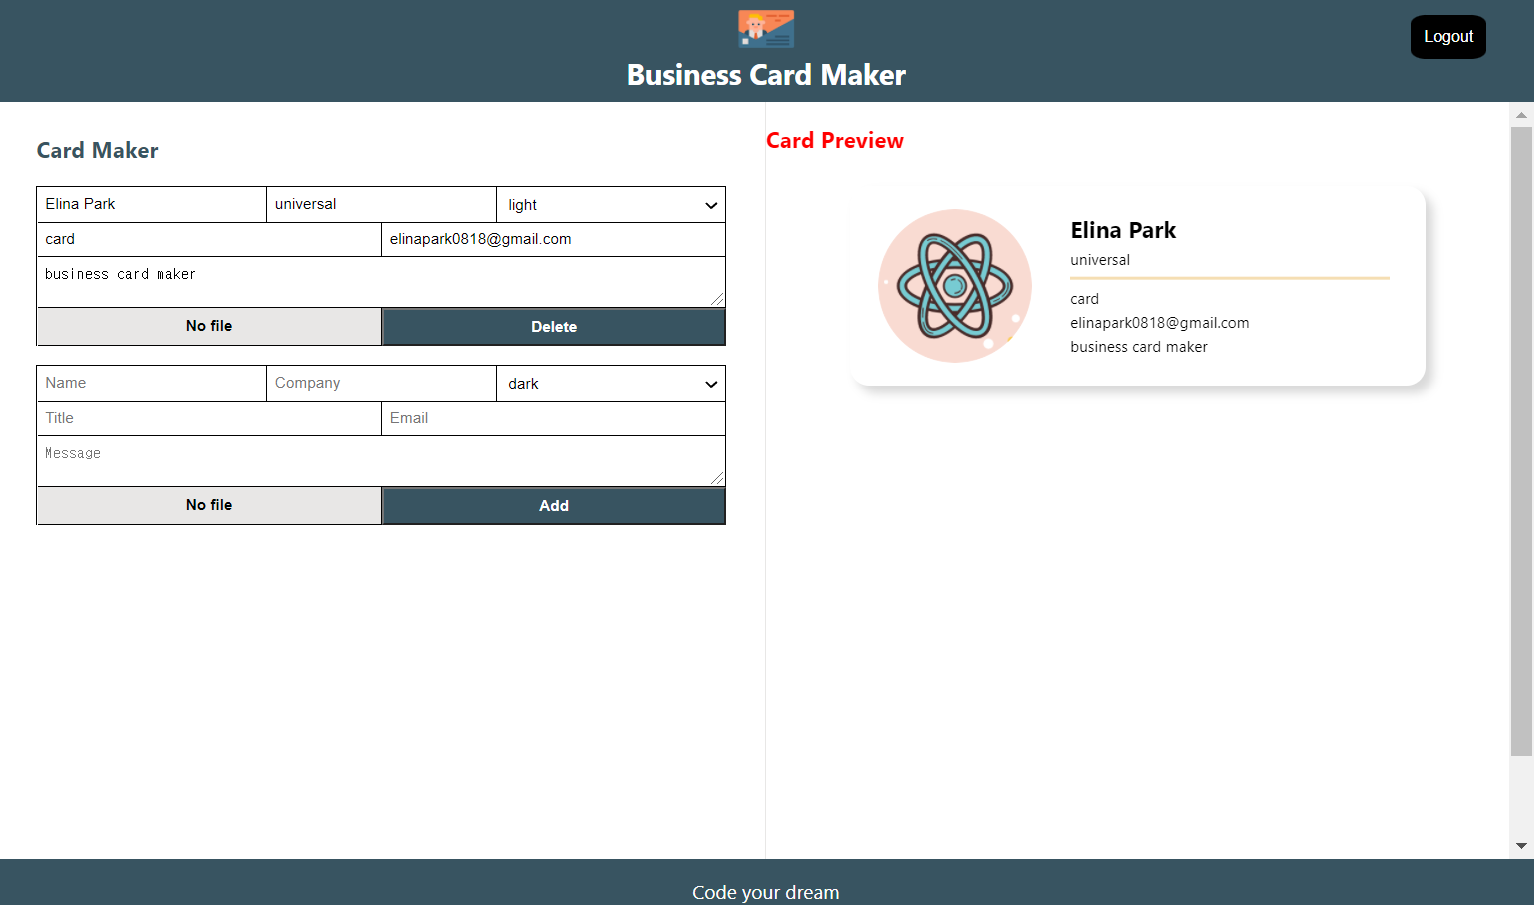 Business Card Maker
Logout
Card Maker
Elina Park universal light
card elinapark0818@gmail.com
business card maker
No file Delete
Name Company dark
Title Email
Message
No file Add
Card Preview
Elina Park
universal
card
elinapark0818@gmail.com
business card maker
Code your dream